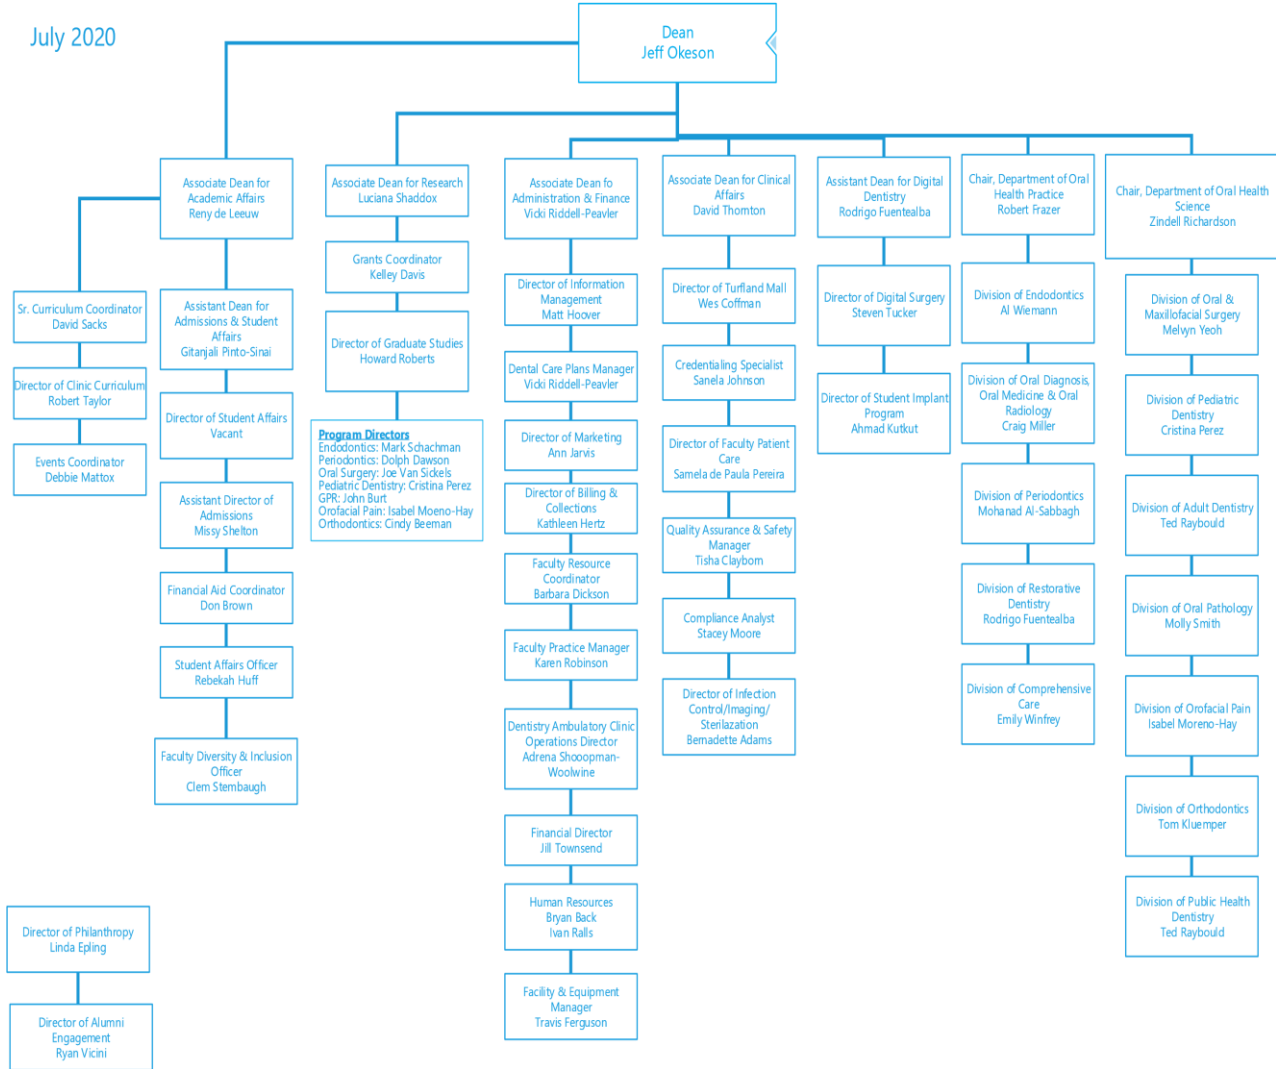 July 2020
Dean
Jeff Okeson
Associate Dean for
Academic Affairs
Reny de Leeuw
Sr. Curriculum Coordinator
David Sacks
Director of Clinic Curriculum
Robert Taylor
Events Coordinator
Debbie Mattox
Assistant Dean for
Admissions & Student
Affairs
Gitanjali Pinto-Sinai
Director of Student Affairs
Vacant
Assistant Director of
Admissions
Missy Shelton
Financial Aid Coordinator
Don Brown
Student Affairs Officer
Rebekah Huff
Faculty Diversity & Inclusion
Officer
Clem Stembaugh
Associate Dean for Research
Luciana Shaddox
Grants Coordinator
Kelley Davis
Director of Graduate Studies
Howard Roberts
Program Directors
Endodontics: Mark Schachman
Periodontics: Dolph Dawson
Oral Surgery: Joe Van Sickels
Pediatric Dentistry: Cristina Perez
GPR: John Burt
Orofacial Pain: Isabel Moeno-Hay
Orthodontics: Cindy Beeman
Associate Dean fo
Administration & Finance
Vicki Riddell-Peavler
Director of Information
Management
Matt Hoover
Dental Care Plans Manager
Vicki Riddell-Peavler
Director of Marketing
Ann Jarvis
Director of Billing &
Collections
Kathleen Hertz
Faculty Resource
Coordinator
Barbara Dickson
Faculty Practice Manager
Karen Robinson
Dentistry Ambulatory Clinic
Operations Director
Adrena Shooopman-
Woolwine
Financial Director
Jill Townsend
Human Resources
Bryan Back
Ivan Ralls
Facility & Equipment
Manager
Travis Ferguson
Associate Dean for Clinical
Affairs
David Thornton
Director of Turfland Mall
Wes Coffman
Credentialing Specialist
Sanela Johnson
Director of Faculty Patient
Care
Samela de Paula Pereira
Quality Assurance & Safety
Manager
Tisha Clayborn
Compliance Analyst
Stacey Moore
Director of Infection
Control/Imaging/
Sterilazation
Bernadette Adams
Assistant Dean for Digital
Dentistry
Rodrigo Fuentealba
Director of Digital Surgery
Steven Tucker
Director of Student Implant
Program
Ahmad Kutkut
Chair, Department of Oral
Health Practice
Robert Frazer
Division of Endodontics
Al Wiemann
Division of Oral Diagnosis,
Oral Medicine & Oral
Radiology
Craig Miller
Division of Periodontics
Mohanad Al-Sabbagh
Division of Restorative
Dentistry
Rodrigo Fuentealba
Division of Comprehensive
Care
Emily Winfrey
Chair, Department of Oral Health
Science
Zindell Richardson
Division of Oral &
Maxillofacial Surgery
Melvyn Yeoh
Division of Pediatric
Dentistry
Cristina Perez
Division of Adult Dentistry
Ted Raybould
Division of Oral Pathology
Molly Smith
Division of Orofacial Pain
Isabel Moreno-Hay
Division of Orthodontics
Tom Kluemper
Division of Public Health
Dentistry
Ted Raybould
Director of Philanthropy
Linda Epling
Director of Alumni
Engagement
Ryan Vicini